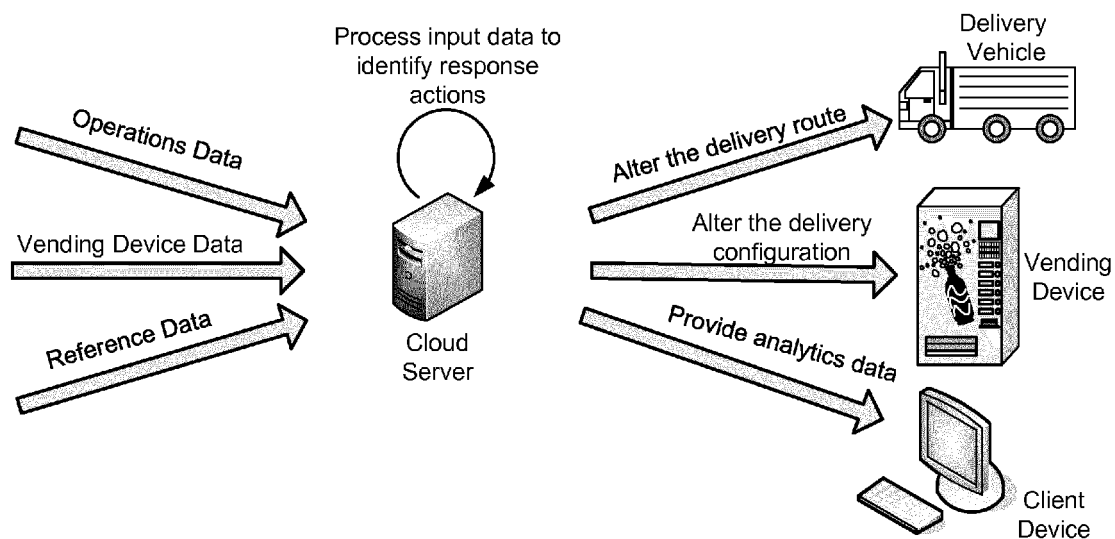 Process input data to
identify response
actions
Operations Data
Vending Device Data
Reference Data
Cloud
Server
Alter the delivery route
Alter the delivery
configuration
Provide analytics data
Delivery
Vehicle
Vending
Device
Client
Device